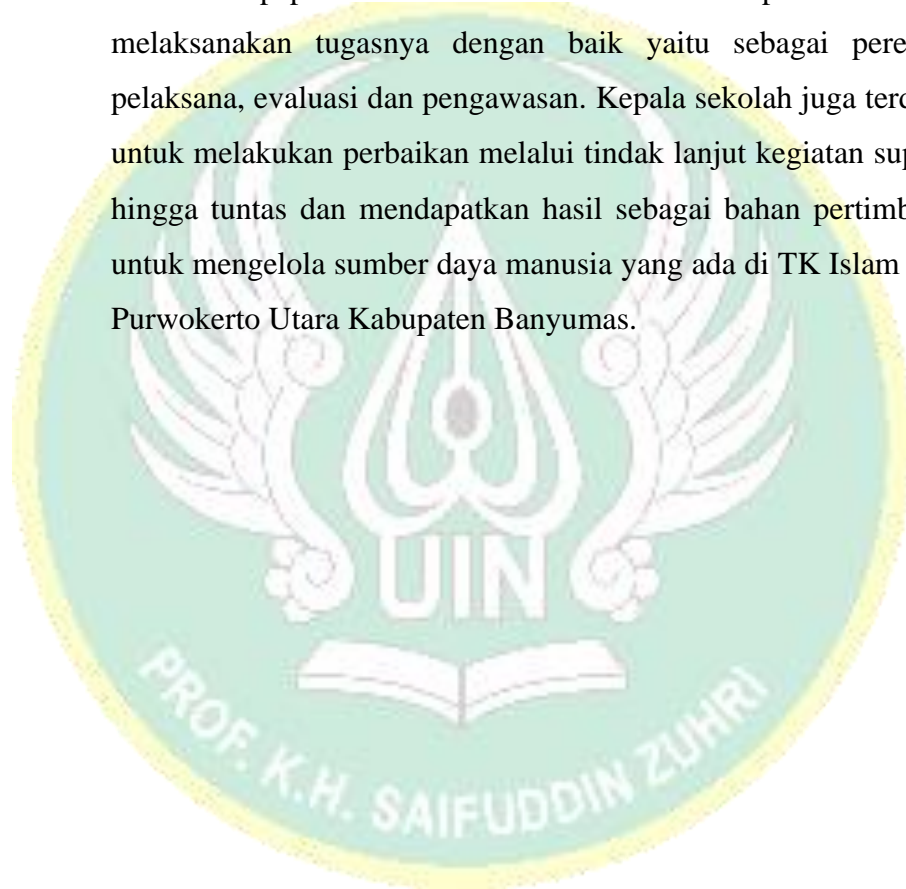 melaksanakan tugasnya dengan baik yaitu sebagai
pelaksana, evaluasi dan pengawasan. Kepala sekolah juga
untuk melakukan perbaikan melalui tindak lanjut kegiatan
hingga tuntas dan mendapatkan hasil sebagai bahan
untuk mengelola sumber daya manusia yang ada di TK Islam
Purwokerto Utara Kabupaten Banyumas.
UIN
PROF. K.H. SAIFUDDIN ZUHRI